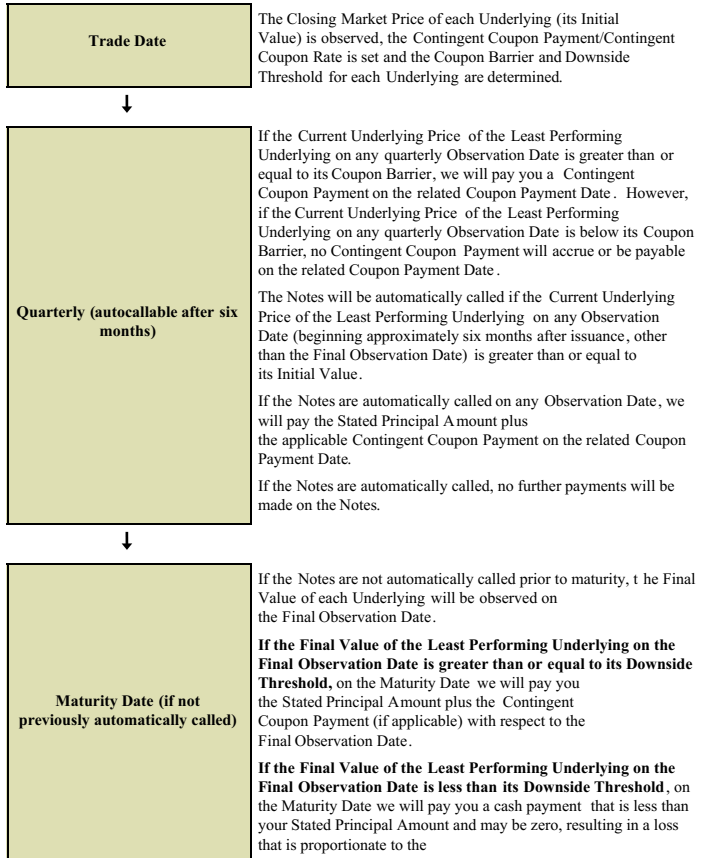 Trade Date
The Closing Market Price of each Underlying (its Initial
Value) is observed, the Contingent Coupon Payment/Contingent
Coupon Rate is set and the Coupon Barrier and Downside
Threshold for each Underlying are determined.
↓
Quarterly (autocallable after six
months)
If the Current Underlying Price of the Least Performing
Underlying on any quarterly Observation Date is greater than or
equal to its Coupon Barrier, we will pay you a Contingent
Coupon Payment on the related Coupon Payment Date. However,
if the Current Underlying Price of the Least Performing
Underlying on any quarterly Observation Date is below its Coupon
Barrier, no Contingent Coupon Payment will accrue or be payable
on the related Coupon Payment Date.
The Notes will be automatically called if the Current Underlying
Price of the Least Performing Underlying on any Observation
Date (beginning approximately six months after issuance, other
than the Final Observation Date) is greater than or equal to
its Initial Value.
If the Notes are automatically called on any Observation Date, we
will pay the Stated Principal Amount plus
the applicable Contingent Coupon Payment on the related Coupon
Payment Date.
If the Notes are automatically called, no further payments will be
made on the Notes.
↓
Maturity Date (if not
previously automatically called)
If the Notes are not automatically called prior to maturity, t he Final
Value of each Underlying will be observed on
the Final Observation Date.
If the Final Value of the Least Performing Underlying on the
Final Observation Date is greater than or equal to its Downside
Threshold, on the Maturity Date we will pay you
the Stated Principal Amount plus the Contingent
Coupon Payment (if applicable) with respect to the
Final Observation Date.
If the Final Value of the Least Performing Underlying on the
Final Observation Date is less than its Downside Threshold, on
the Maturity Date we will pay you a cash payment that is less than
your Stated Principal Amount and may be zero, resulting in a loss
that is proportionate to the